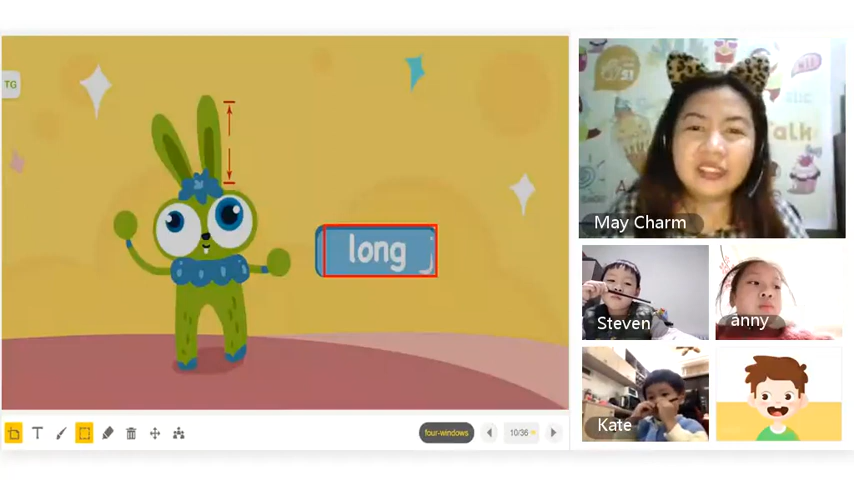 TG
long
four-windows
10/36
T
May Charm
Talk
Steven
anny
Kate